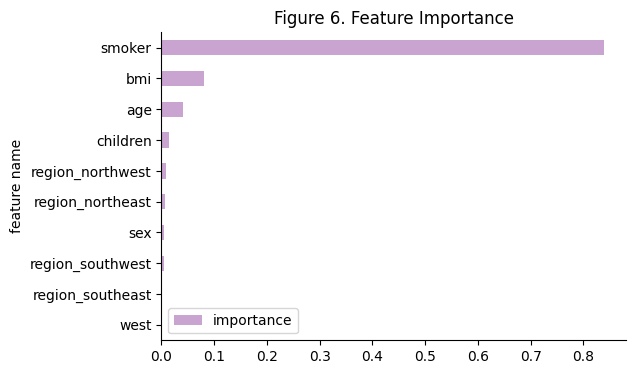 Figure 6. Feature Importance
smoker
bmi
age
children
region_northwest
region_northeast
sex
region_southwest
region_southeast
west
feature name
importance
0.0 0.1 0.2 0.3 0.4 0.5 0.6 0.7 0.8